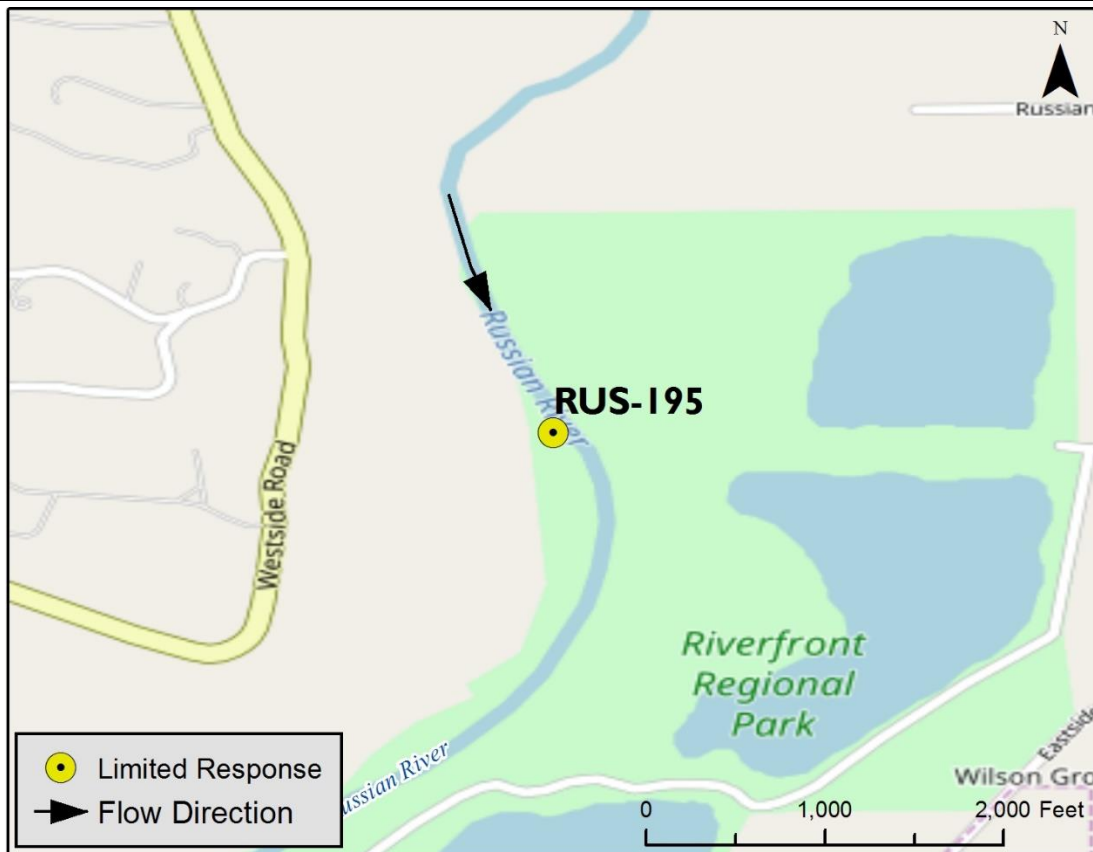 N
Russian
Russian River
RUS-195
Westside Road
Riverfront
Regional
Park
Eastside
Wilson Gro
ussian River
Limited Response
Flow Direction
0 1,000 2,000 Feet